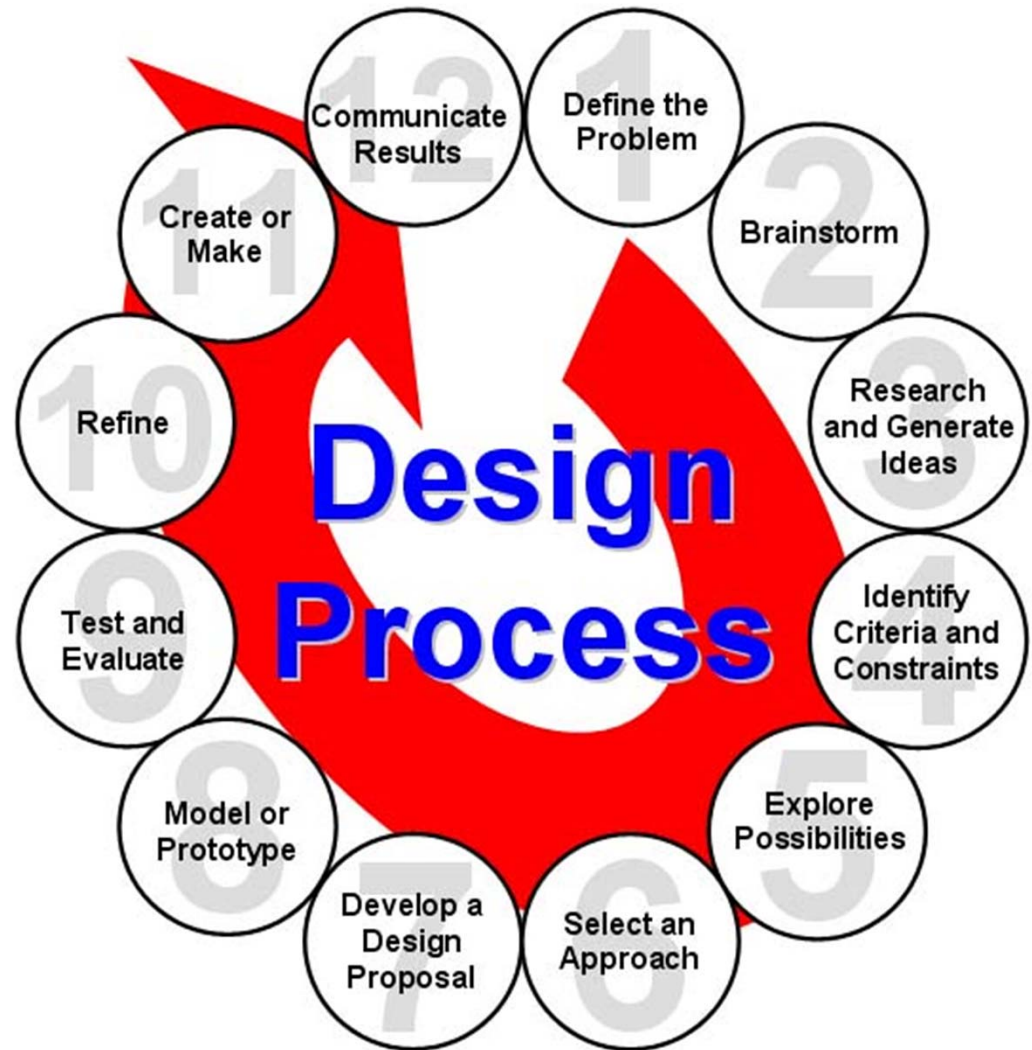 Design
Process
1
Define the
Problem
2
Brainstorm
3
Research
and Generate
Ideas
4
Identify
Criteria and
Constraints
5
Explore
Possibilities
6
Select an
Approach
7
Develop a
Design
Proposal
8
Model or
Prototype
9
Test and
Evaluate
10
Refine
11
Create or
Make
12
Communicate
Results